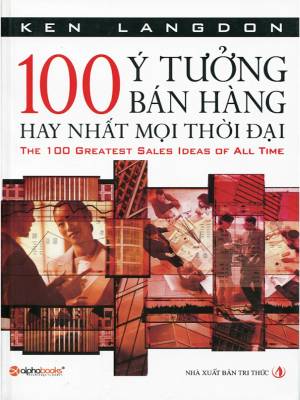 KEN LANGDON
100 Ý TƯỞNG
BÁN HÀNG
HAY NHẤT MỌI THỜI ĐẠI
THE 100 GREATEST SALES IDEAS OF ALL TIME
alphabooks
NHÀ XUẤT BẢN TRI THỨC